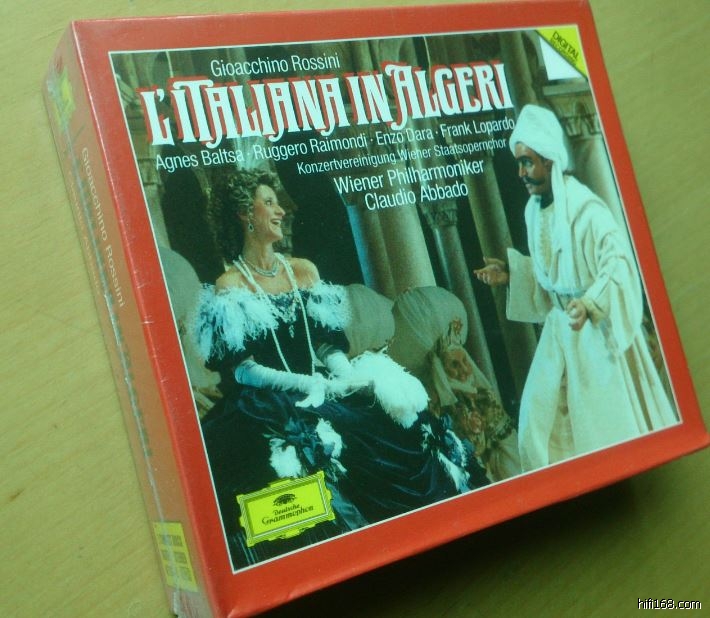 Gioacchino Rossini
L'ITALIANA IN ALGERI
Agnes Baltsa · Ruggero Raimondi · Enzo Dara · Frank Lopardo
Konzertvereinigung Wiener Staatsopernchor
Wiener Philharmoniker
Claudio Abbado
DIGITAL
Deutsche
Grammophon
Gioacchino Rossini
hifi168.com